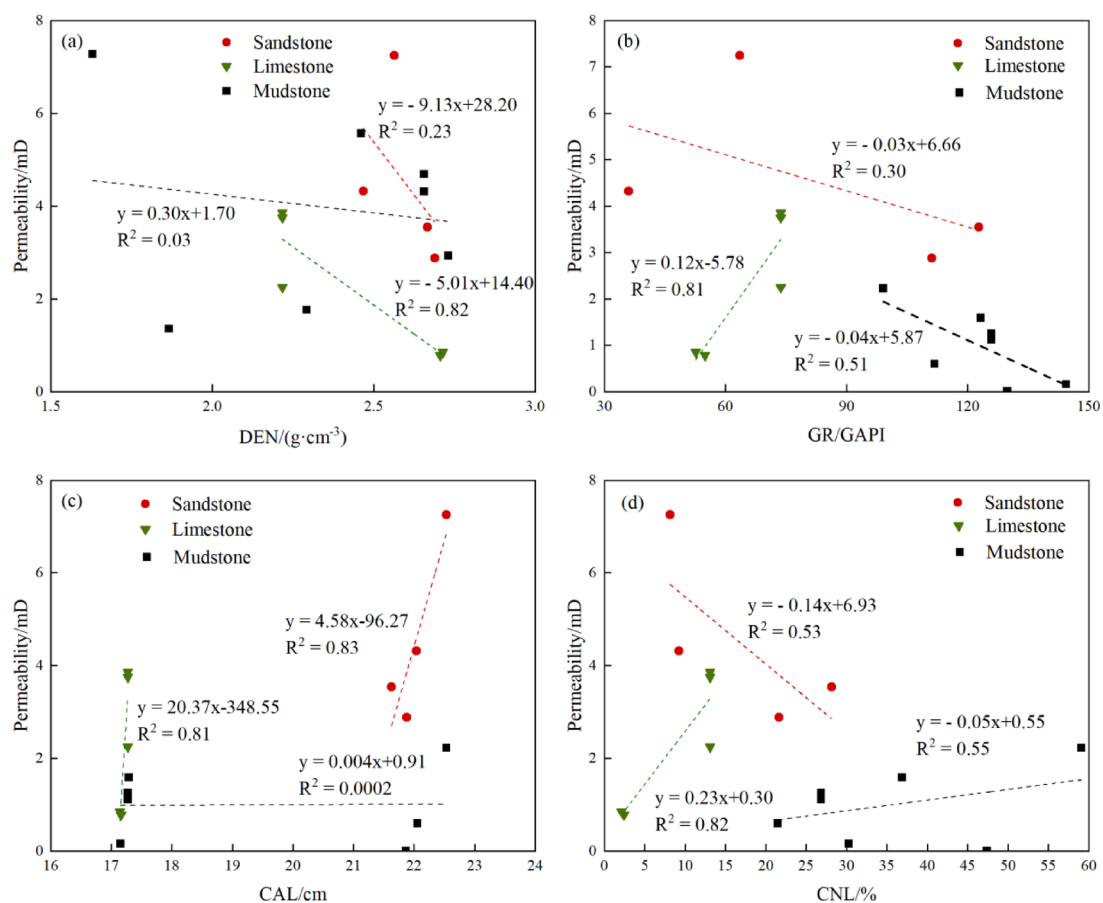 (a)
Sandstone
Limestone
Mudstone
y = - 9.13x+28.20
R² = 0.23
y = 0.30x+1.70
R² = 0.03
y = - 5.01x+14.40
R² = 0.82
8
6
4
2
0
1.5 2.0 2.5 3.0
Permeability/mD
DEN/(g·cm⁻³)
(b)
Sandstone
Limestone
Mudstone
y = - 0.03x+6.66
R² = 0.30
y = 0.12x-5.78
R² = 0.81
y = - 0.04x+5.87
R² = 0.51
8
7
6
5
4
3
2
1
0
30 60 90 120 150
Permeability/mD
GR/GAPI
(c)
Sandstone
Limestone
Mudstone
y = 4.58x-96.27
R² = 0.83
y = 20.37x-348.55
R² = 0.81
y = 0.004x+0.91
R² = 0.0002
8
6
4
2
0
16 17 18 19 20 21 22 23 24
Permeability/mD
CAL/cm
(d)
Sandstone
Limestone
Mudstone
y = - 0.14x+6.93
R² = 0.53
y = - 0.05x+0.55
R² = 0.55
y = 0.23x+0.30
R² = 0.82
8
6
4
2
0
0 5 10 15 20 25 30 35 40 45 50 55 60
Permeability/mD
CNL/%